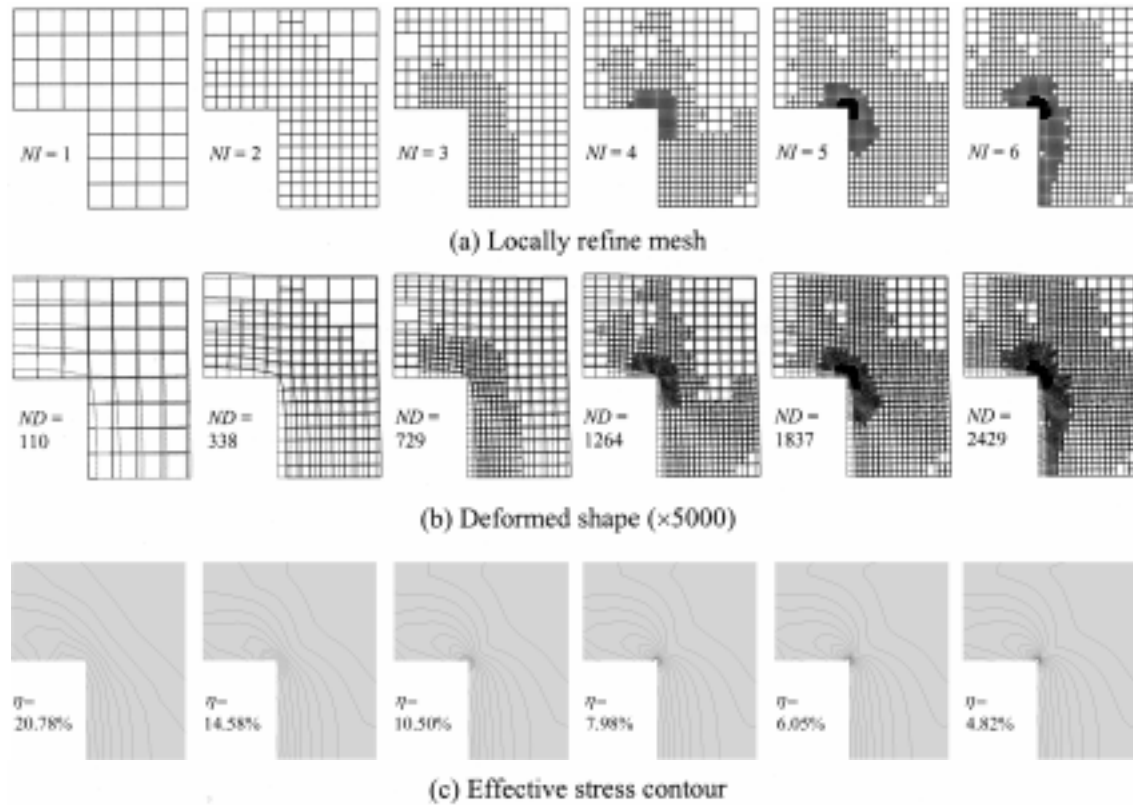 NI = 1
NI = 2
NI = 3
NI = 4
NI = 5
NI = 6
(a) Locally refine mesh
ND =
110
ND =
338
ND =
729
ND =
1264
ND =
1837
ND =
2429
(b) Deformed shape (×5000)
η=
20.78%
η=
14.58%
η=
10.50%
η=
7.98%
η=
6.05%
η=
4.82%
(c) Effective stress contour